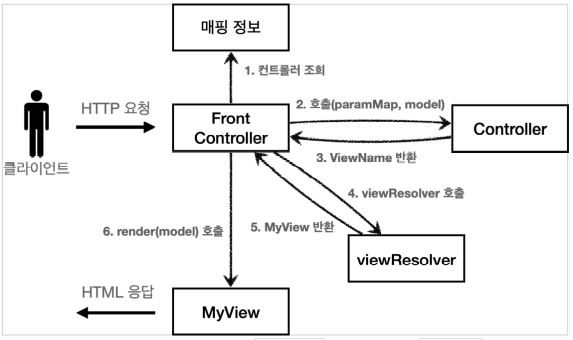 매핑 정보
1. 컨트롤러 조회
HTTP 요청
Front
Controller
2. 호출(paramMap, model)
Controller
3. ViewName 반환
클라이언트
4. viewResolver 호출
6. render(model) 호출
5. MyView 반환
viewResolver
HTML 응답
MyView